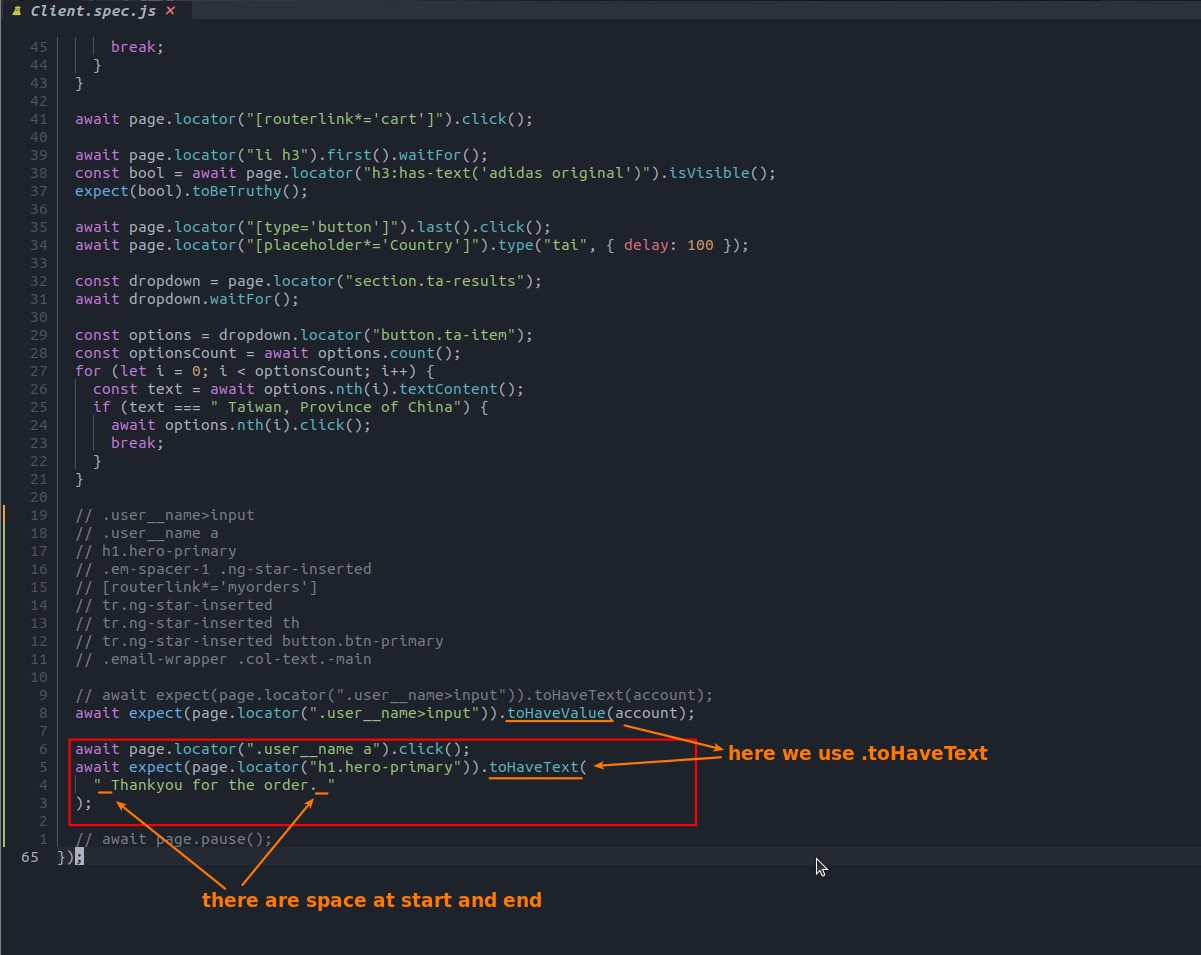 Client.spec.js ×
45 break;
44 }
43 }
42
41 await page.locator("[routerlink*='cart']").click();
40
39 await page.locator("li h3").first().waitFor();
38 const bool = await page.locator("h3:has-text('adidas original')").isVisible();
37 expect(bool).toBeTruthy();
36
35 await page.locator("[type='button']").last().click();
34 await page.locator("[placeholder*='Country']").type("tai", { delay: 100 });
33
32 const dropdown = page.locator("section.ta-results");
31 await dropdown.waitFor();
30
29 const options = dropdown.locator("button.ta-item");
28 const optionsCount = await options.count();
27 for (let i = 0; i < optionsCount; i++) {
26 const text = await options.nth(i).textContent();
25 if (text === " Taiwan, Province of China") {
24 await options.nth(i).click();
23 break;
22 }
21 }
20
19 // .user__name>input
18 // .user__name a
17 // h1.hero-primary
16 // .em-spacer-1 .ng-star-inserted
15 // [routerlink*='myorders']
14 // tr.ng-star-inserted
13 // tr.ng-star-inserted th
12 // tr.ng-star-inserted button.btn-primary
11 // .email-wrapper .col-text.-main
10
9 // await expect(page.locator(".user__name>input")).toHaveText(account);
8 await expect(page.locator(".user__name>input")).toHaveValue(account);
7
6 await page.locator(".user__name a").click();
here we use .toHaveText
5 await expect(page.locator("h1.hero-primary")).toHaveText(
4 " Thankyou for the order. "
3 );
2
1 // await page.pause();
65 });
there are space at start and end